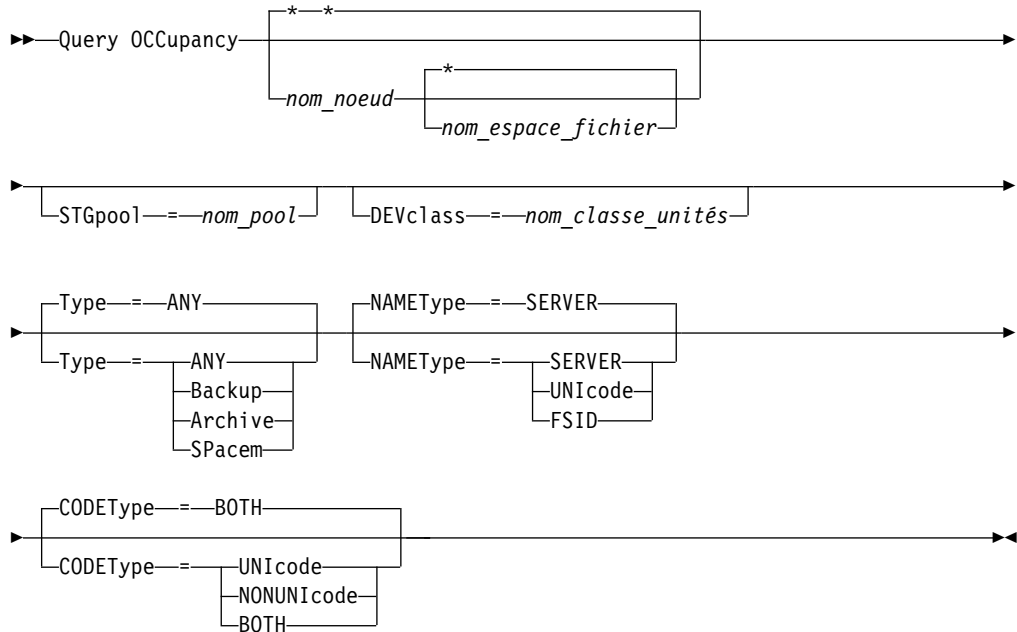 * *
Query OCCupancy
*
nom_noeud
nom_espace_fichier
STGpool = nom_pool DEVclass = nom_classe_unités
Type = ANY NAMEType = SERVER
Type = ANY NAMEType = SERVER
Backup UNIcode
Archive FSID
SPacem
CODEType = BOTH
CODEType = UNIcode
NONUNIcode
BOTH